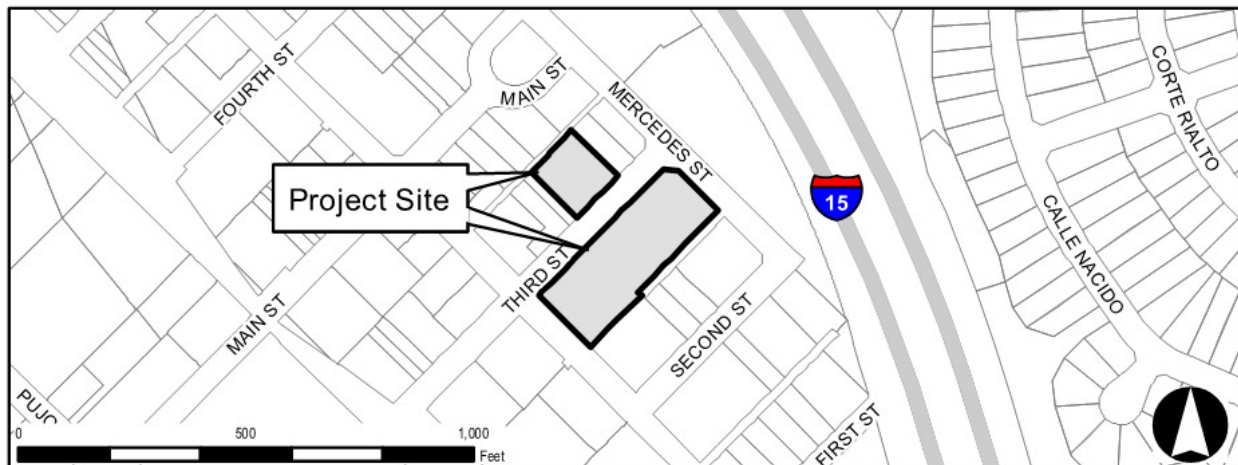 FOURTH ST
MAIN ST
MERCEDES ST
CORTE RIALTO
Project Site
15
CALLE NACIDO
THIRD ST
MAIN ST
SECOND ST
PUJO
FIRST ST
0 500 1,000
Feet